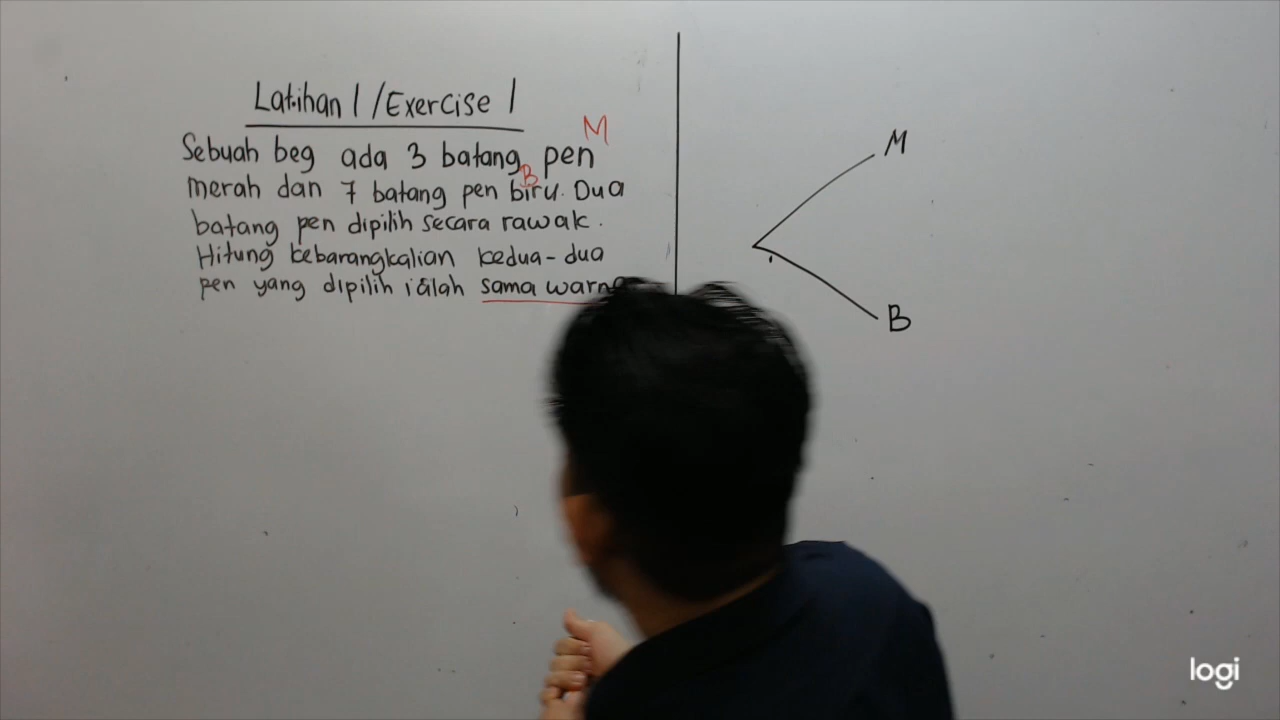 Latihan 1 / Exercise 1
M
Sebuah beg ada 3 batang pen
B
merah dan 7 batang pen biru. Dua
batang pen dipilih secara rawak.
Hitung kebarangkalian kedua-dua
pen yang dipilih ialah sama warna
M
B
logi